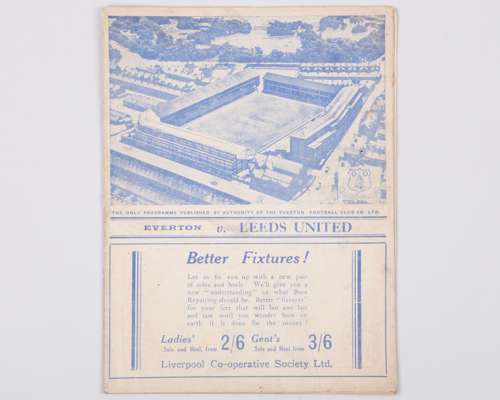 THE ONLY PROGRAMME PUBLISHED BY AUTHORITY OF THE EVERTON FOOTBALL CLUB CO. LTD.
EVERTON v. LEEDS UNITED
Better Fixtures!
Let us fix you up with a new pair
of soles and heels. We'll give you a
new "understanding" of what Boot
Repairing should be. Better "fixtures"
for your feet that will last and last
and last until you wonder how on
earth it is done for the money!
Ladies' 2/6 Gent's 3/6
Sole and Heel, from Sole and Heel from
Liverpool Co-operative Society Ltd.